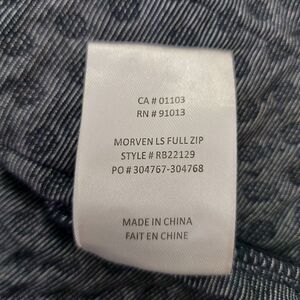 CA # 01103
RN # 91013
MORVEN LS FULL ZIP
STYLE # RB22129
PO # 304767-304768
MADE IN CHINA
FAIT EN CHINE